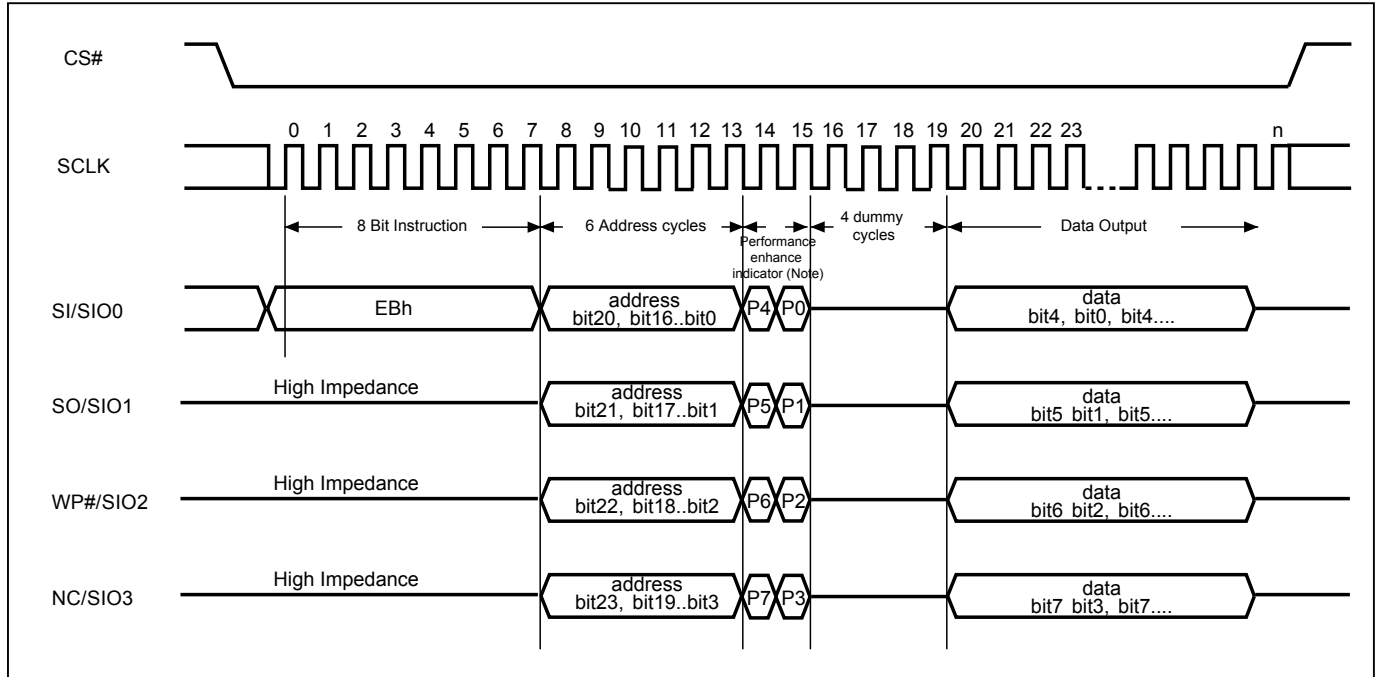 CS#
0 1 2 3 4 5 6 7 8 9 10 11 12 13 14 15 16 17 18 19 20 21 22 23 n
SCLK
8 Bit Instruction
6 Address cycles
Performance
enhance
indicator (Note)
4 dummy
cycles
Data Output
SI/SIO0
EBh
address
bit20, bit16..bit0
P4 P0
data
bit4, bit0, bit4....
SO/SIO1
High Impedance
address
bit21, bit17..bit1
P5 P1
data
bit5 bit1, bit5....
WP#/SIO2
High Impedance
address
bit22, bit18..bit2
P6 P2
data
bit6 bit2, bit6....
NC/SIO3
High Impedance
address
bit23, bit19..bit3
P7 P3
data
bit7 bit3, bit7....